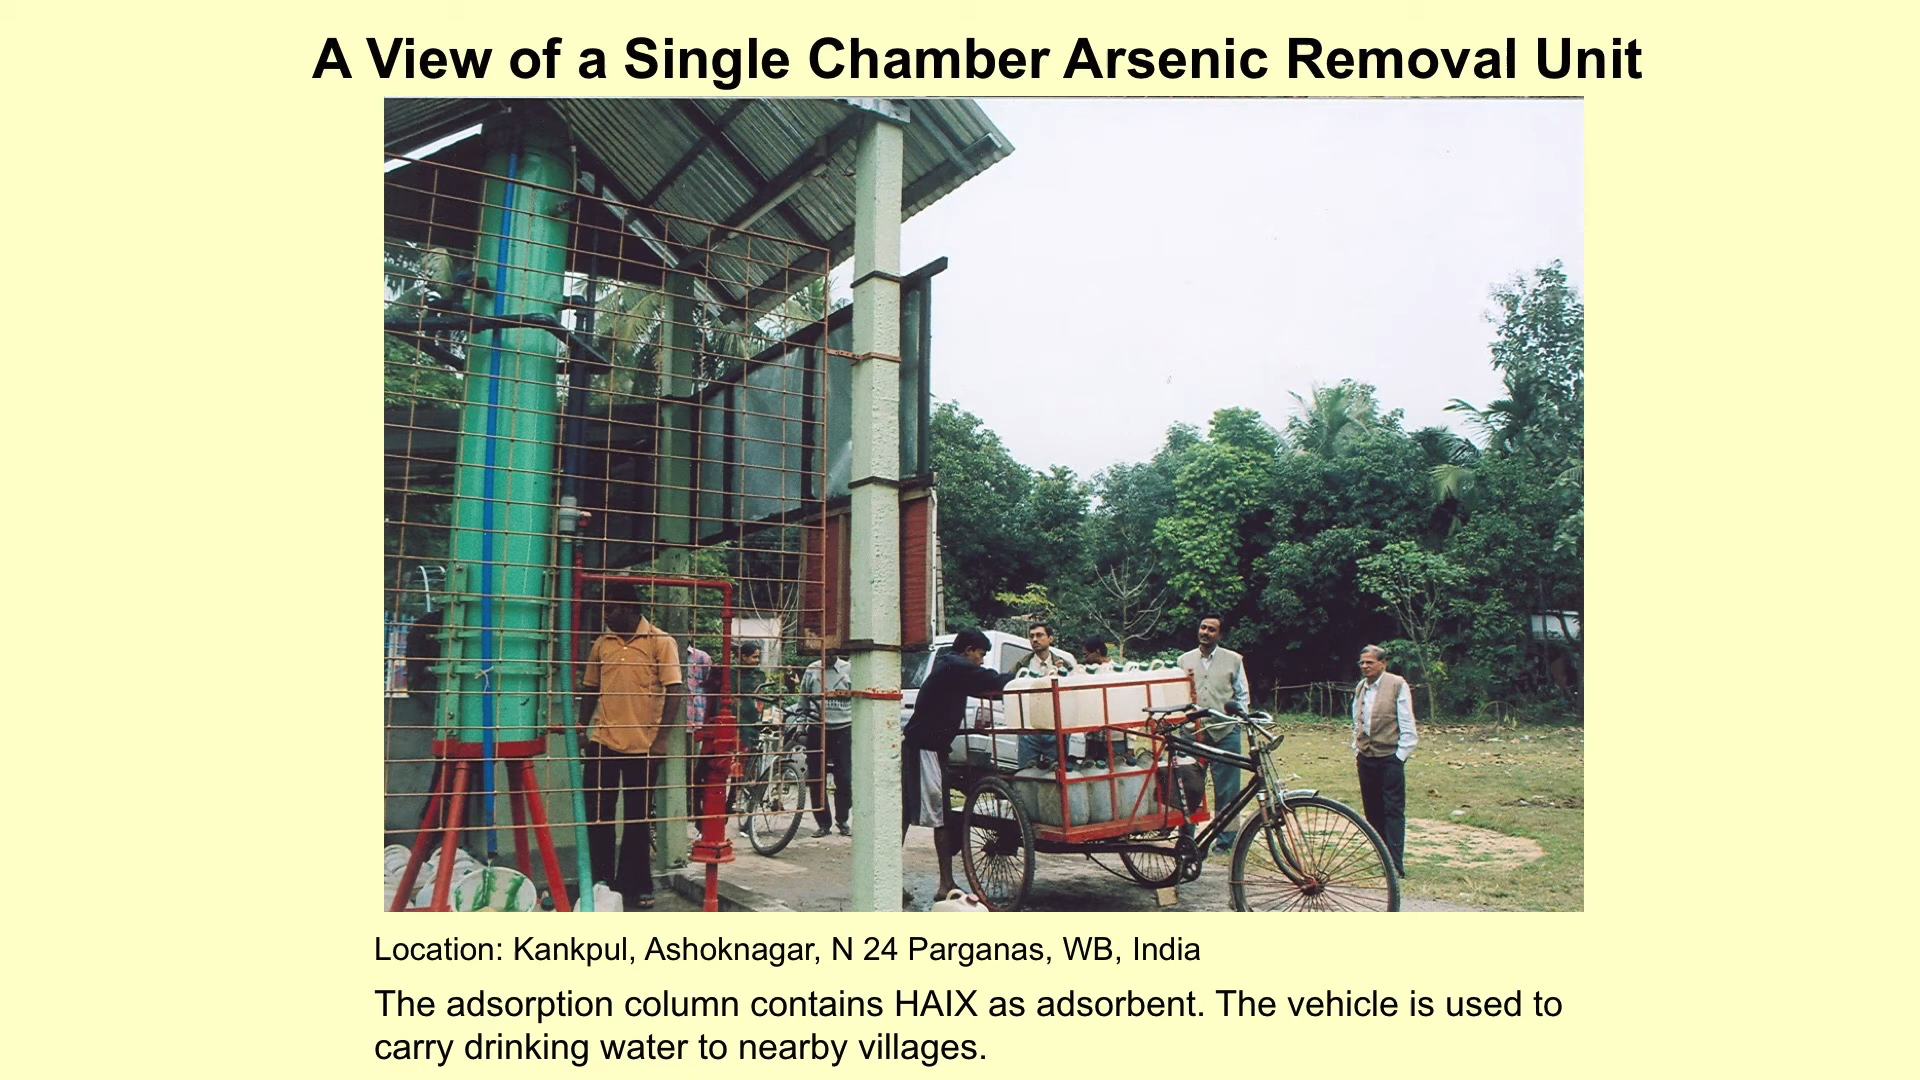 A View of a Single Chamber Arsenic Removal Unit
Location: Kankpul, Ashoknagar, N 24 Parganas, WB, India
The adsorption column contains HAIX as adsorbent. The vehicle is used to
carry drinking water to nearby villages.